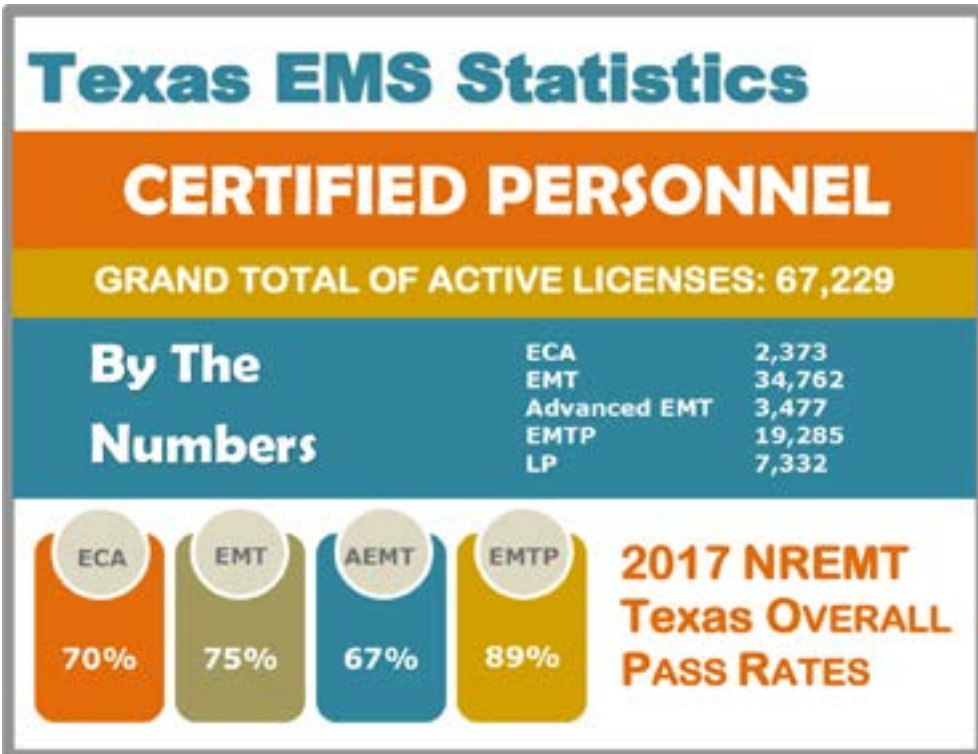 Texas EMS Statistics
CERTIFIED PERSONNEL
GRAND TOTAL OF ACTIVE LICENSES: 67,229
By The
Numbers
ECA 2,373
EMT 34,762
Advanced EMT 3,477
EMTP 19,285
LP 7,332
ECA EMT AEMT EMTP
70% 75% 67% 89%
2017 NREMT
Texas OVERALL
PASS RATES